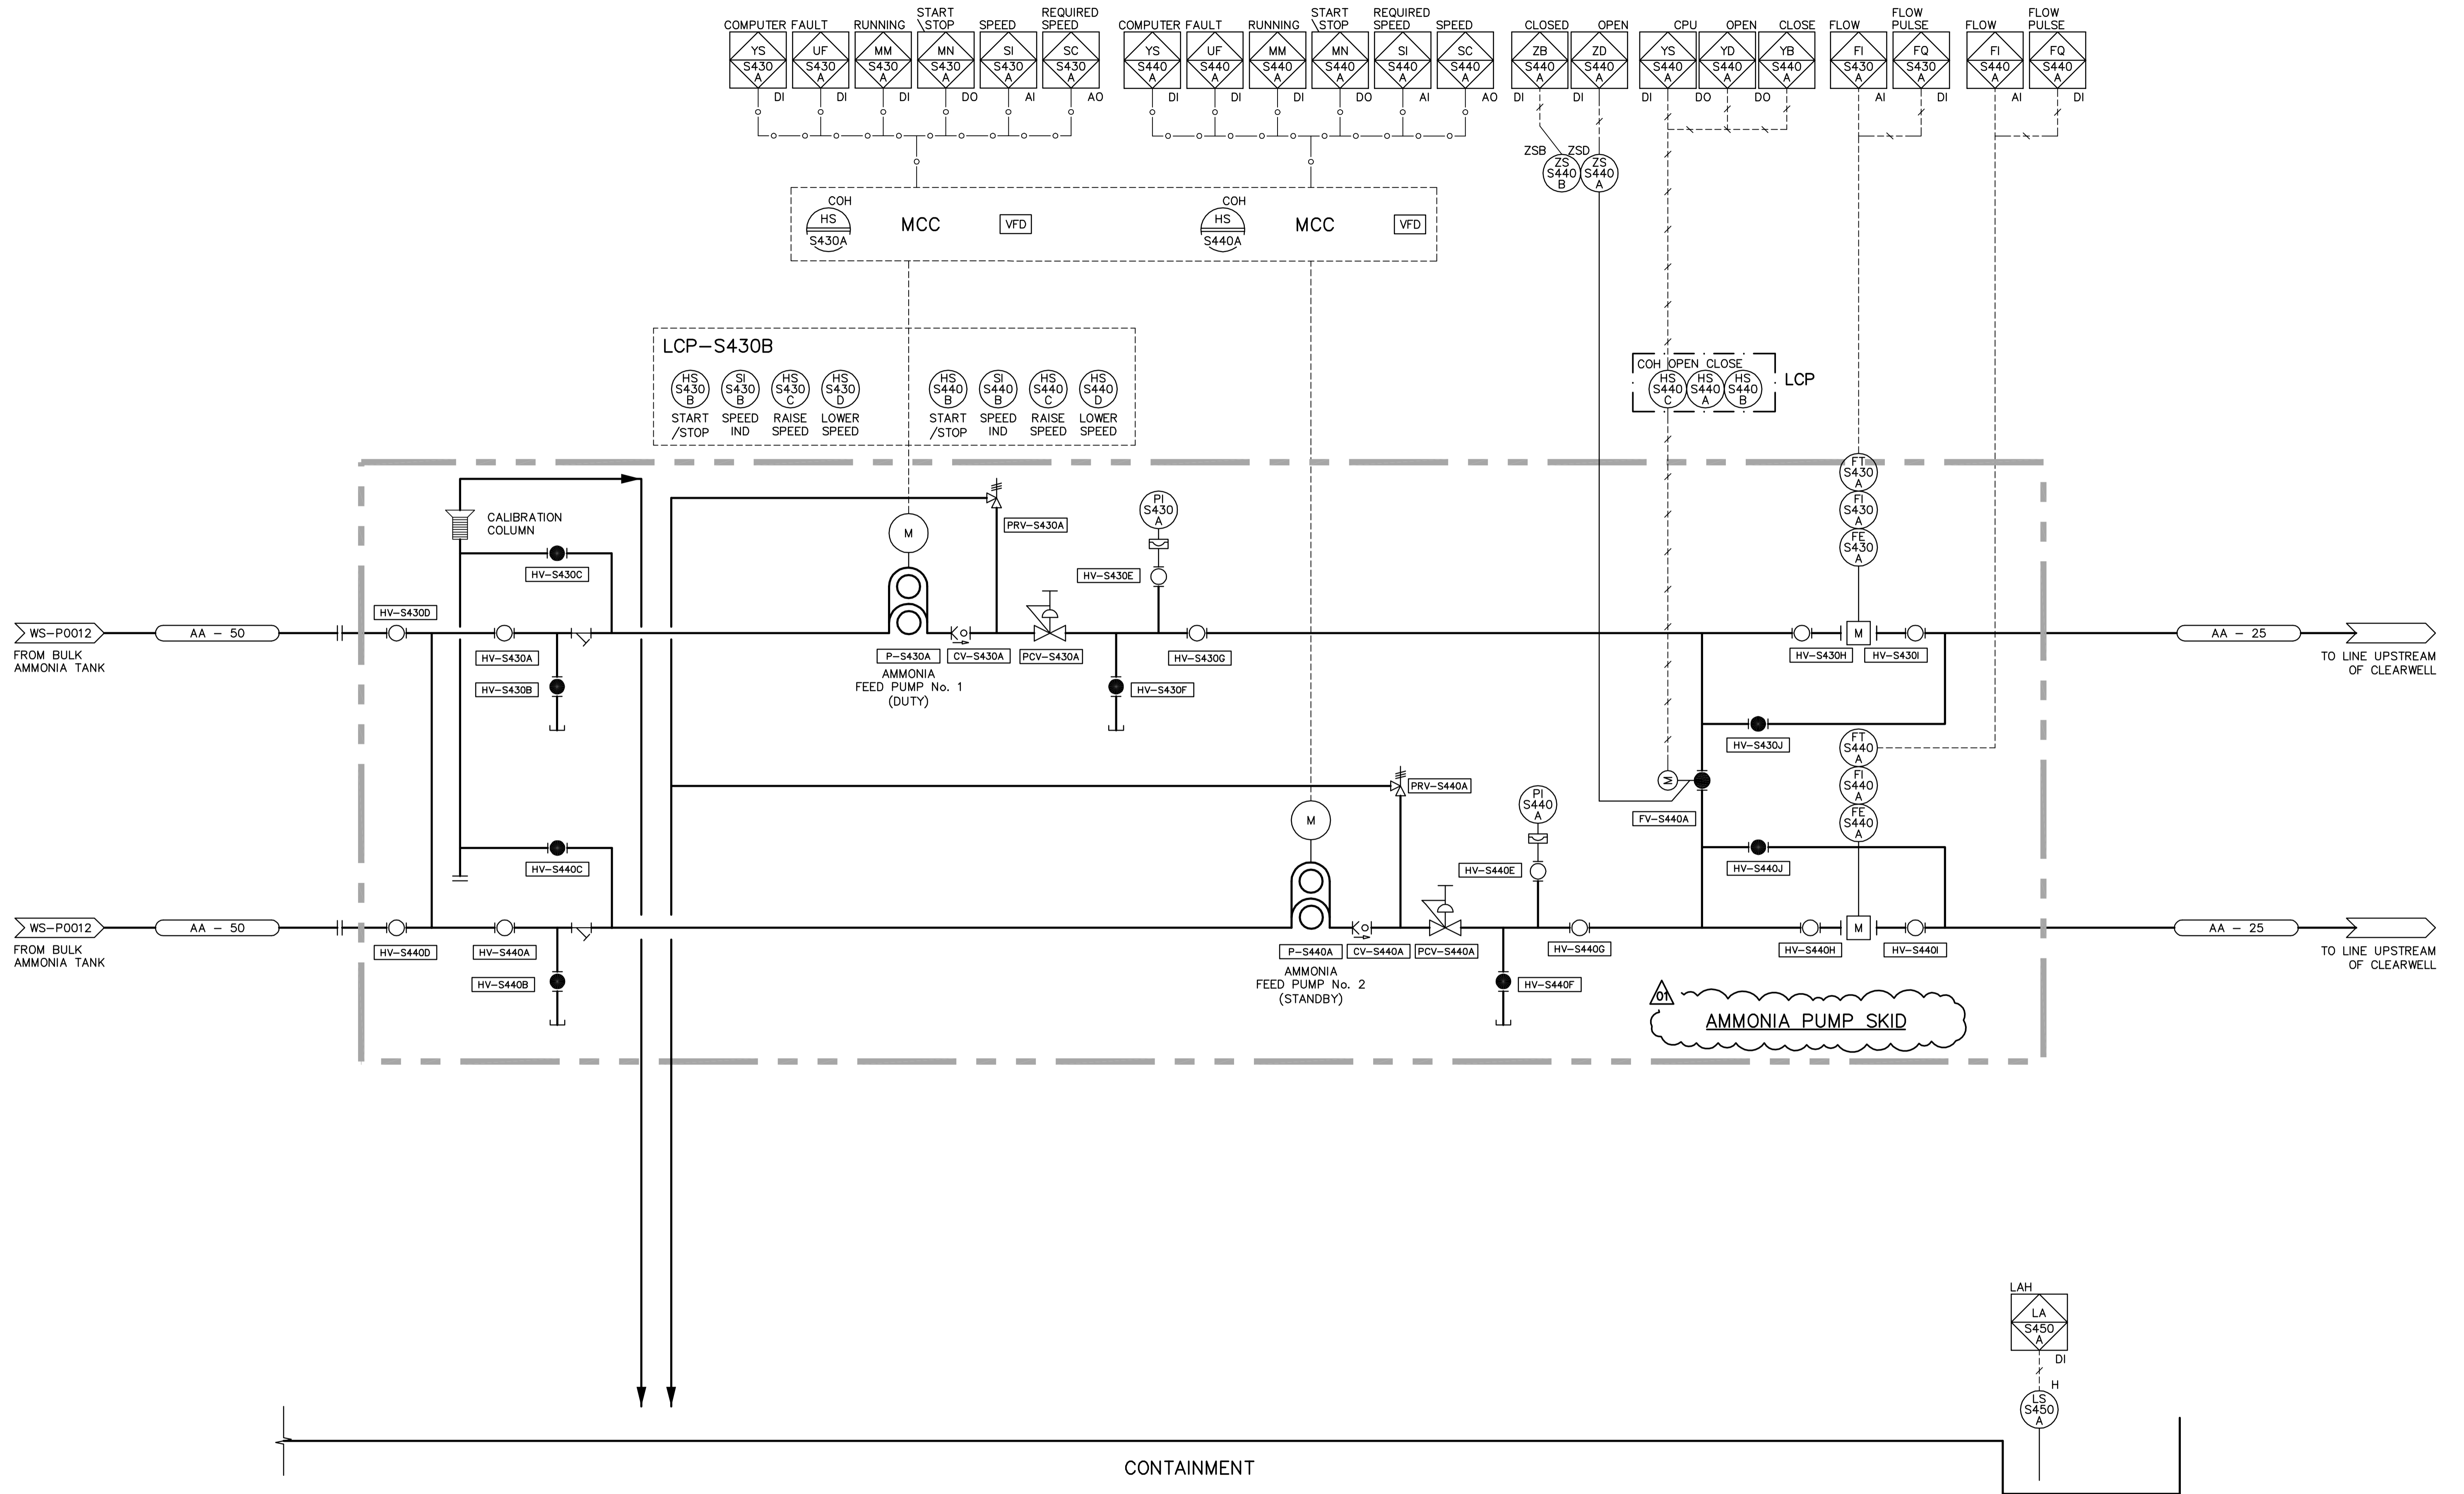 COMPUTER FAULT RUNNING START \STOP SPEED REQUIRED SPEED
YS S430 A DI
UF S430 A DI
MM S430 A DI
MN S430 A DO
SI S430 A AI
SC S430 A AO
COMPUTER FAULT RUNNING START \STOP REQUIRED SPEED SPEED
YS S440 A DI
UF S440 A DI
MM S440 A DI
MN S440 A DO
SI S440 A AI
SC S440 A AO
CLOSED OPEN
ZB S440 A DI
ZD S440 A DI
CPU OPEN CLOSE
YS S440 A DI
YD S440 A DO
YB S440 A DO
FLOW FLOW PULSE
FI S430 A AI
FQ S430 A DI
FLOW FLOW PULSE
FI S440 A AI
FQ S440 A DI
ZSB ZSD
ZS S440 B
ZS S440 A
COH
HS S430A
MCC
VFD
COH
HS S440A
MCC
VFD
LCP-S430B
HS S430 B
START /STOP
SI S430 B
SPEED IND
HS S430 C
RAISE SPEED
HS S430 D
LOWER SPEED
HS S440 B
START /STOP
SI S440 B
SPEED IND
HS S440 C
RAISE SPEED
HS S440 D
LOWER SPEED
COH OPEN CLOSE
HS S440 C
HS S440 A
HS S440 B
LCP
FT S430 A
FI S430 A
FE S430 A
CALIBRATION
COLUMN
HV-S430C
M
PRV-S430A
PI S430 A
HV-S430E
HV-S430D
WS-P0012
AA - 50
FROM BULK
AMMONIA TANK
HV-S430A
HV-S430B
P-S430A
AMMONIA
FEED PUMP No. 1
(DUTY)
CV-S430A
PCV-S430A
HV-S430F
HV-S430G
HV-S430H
M
HV-S430I
AA - 25
TO LINE UPSTREAM
OF CLEARWELL
HV-S430J
FT S440 A
FI S440 A
FE S440 A
M
FV-S440A
HV-S440J
PRV-S440A
M
PI S440 A
HV-S440E
HV-S440C
WS-P0012
AA - 50
FROM BULK
AMMONIA TANK
HV-S440D
HV-S440A
HV-S440B
P-S440A
AMMONIA
FEED PUMP No. 2
(STANDBY)
CV-S440A
PCV-S440A
HV-S440F
HV-S440G
HV-S440H
M
HV-S440I
AA - 25
TO LINE UPSTREAM
OF CLEARWELL
01
AMMONIA PUMP SKID
LAH
LA S450 A
DI
H
LS S450 A
CONTAINMENT